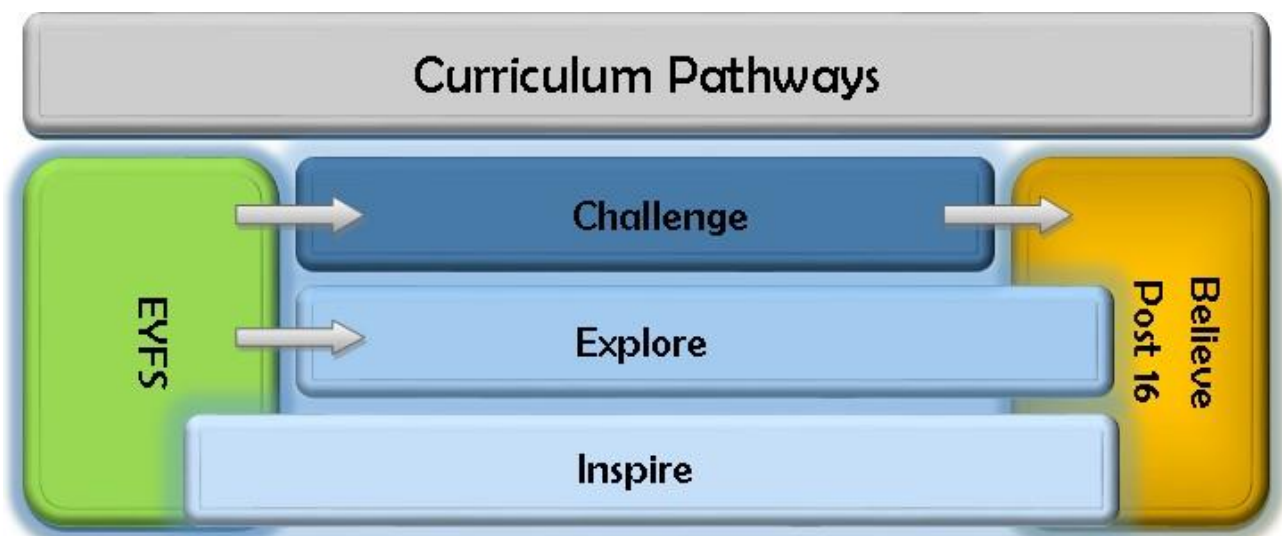 Curriculum Pathways
EYFS
Challenge
Explore
Inspire
Believe
Post 16